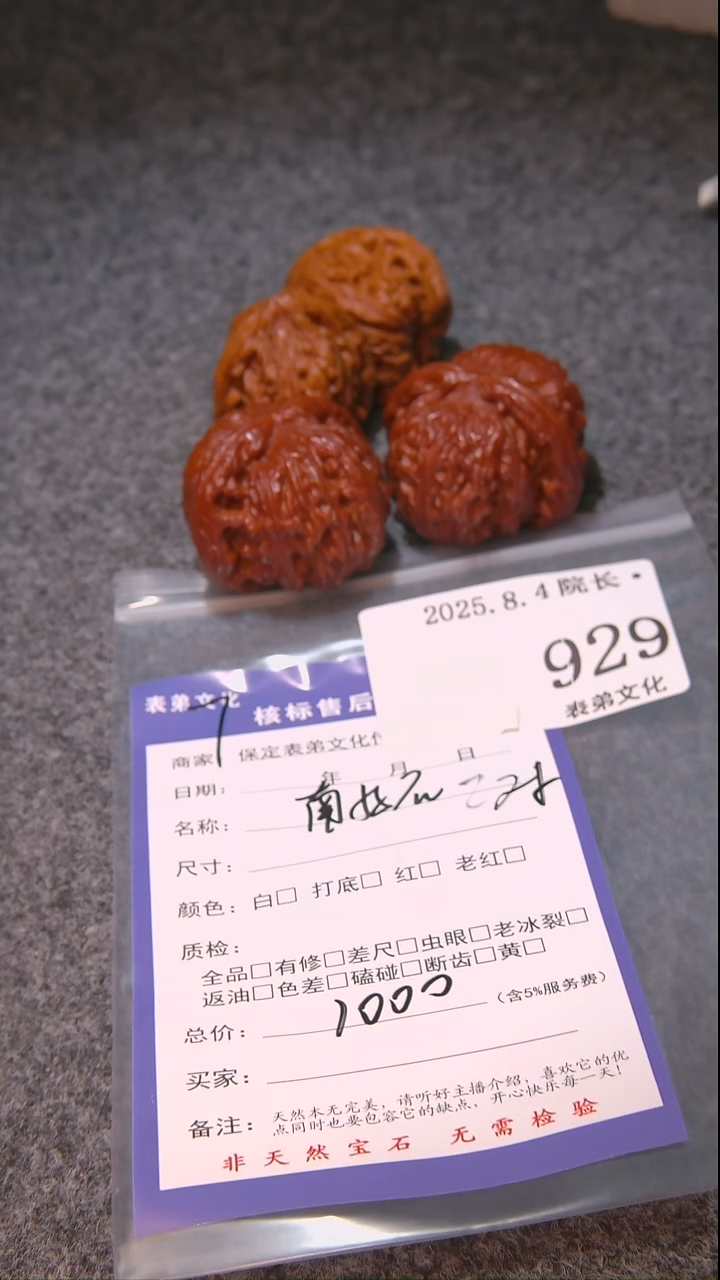 2025.8.4 院长·
929
表弟文化
表弟文化
核标售后
商家 保定表弟文化
日期： 年 月 日
名称： 南 石 二对
尺寸：
颜色：白□ 打底□ 红□ 老红□
质检：
全品□有修□差尺□虫眼□老冰裂□
返油□色差□磕碰□断齿□黄□
总价： 1000 （含5%服务费）
买家：
备注： 天然本无完美，请听好主播介绍，喜欢它的优
点同时也要包容它的缺点，开心快乐每一天！
非天然宝石 无需检验